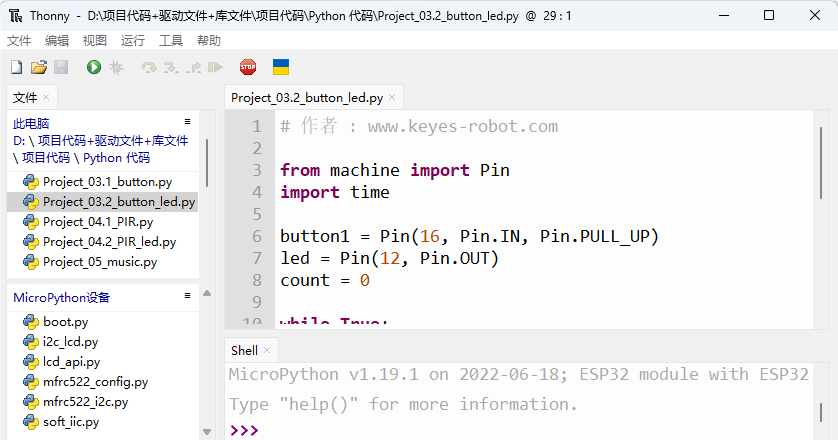 Thonny - D:\项目代码+驱动文件+库文件\项目代码\Python 代码\Project_03.2_button_led.py @ 29 : 1
文件 编辑 视图 运行 工具 帮助
STOP
文件 ×
此电脑
D: \ 项目代码+驱动文件+库文件
\ 项目代码 \ Python 代码
Project_03.1_button.py
Project_03.2_button_led.py
Project_04.1_PIR.py
Project_04.2_PIR_led.py
Project_05_music.py
MicroPython设备
boot.py
i2c_lcd.py
lcd_api.py
mfrc522_config.py
mfrc522_i2c.py
soft_iic.py
Project_03.2_button_led.py ×
1 # 作者 : www.keyes-robot.com
2
3 from machine import Pin
4 import time
5
6 button1 = Pin(16, Pin.IN, Pin.PULL_UP)
7 led = Pin(12, Pin.OUT)
8 count = 0
9
10 while True:
Shell ×
MicroPython v1.19.1 on 2022-06-18; ESP32 module with ESP32
Type "help()" for more information.
>>>